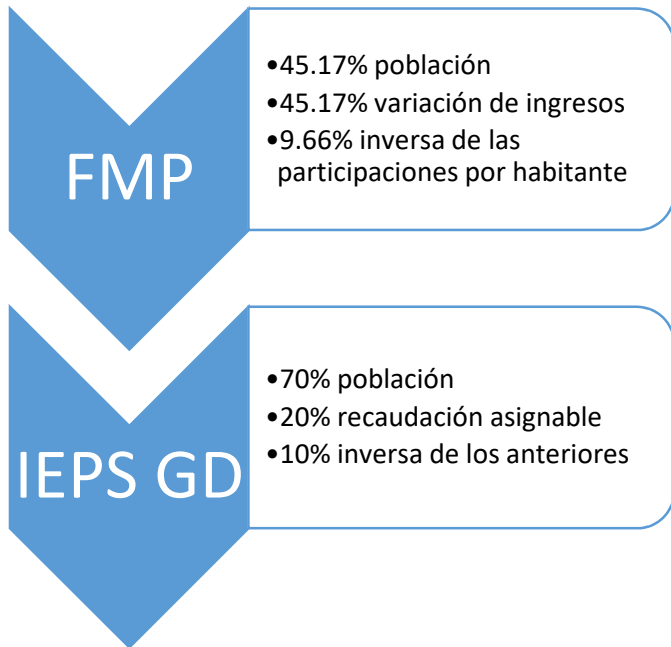 FMP
•45.17% población
•45.17% variación de ingresos
•9.66% inversa de las
participaciones por habitante
IEPS GD
•70% población
•20% recaudación asignable
•10% inversa de los anteriores